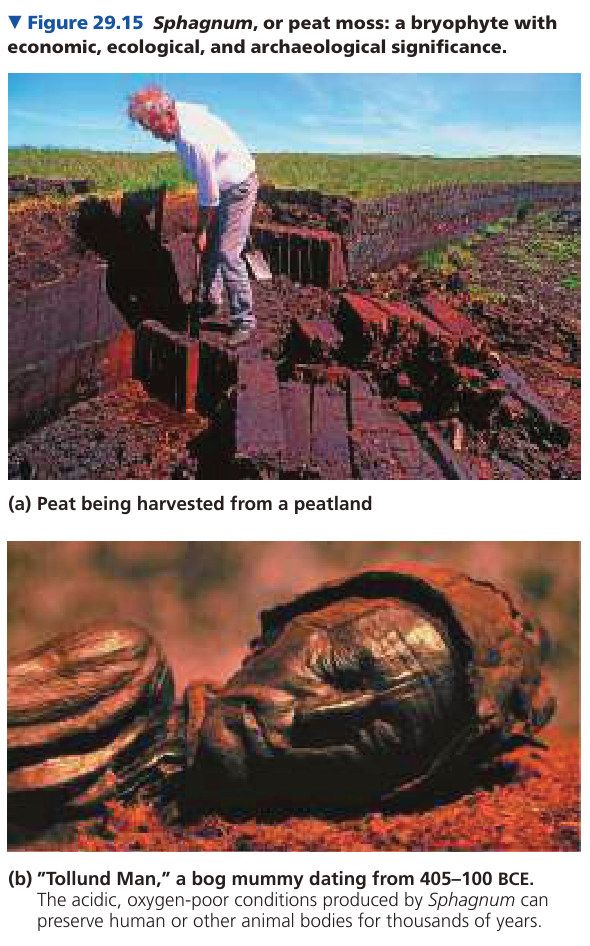 ▼ Figure 29.15 Sphagnum, or peat moss: a bryophyte with
economic, ecological, and archaeological significance.
(a) Peat being harvested from a peatland
(b) "Tollund Man," a bog mummy dating from 405–100 BCE.
The acidic, oxygen-poor conditions produced by Sphagnum can
preserve human or other animal bodies for thousands of years.